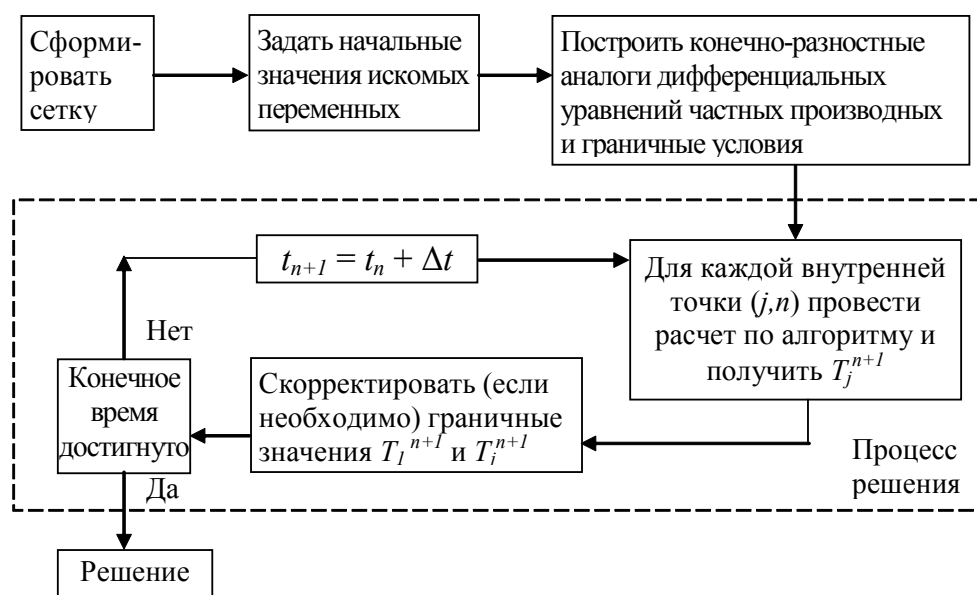 Сформи-
ровать
сетку
Задать начальные
значения искомых
переменных
Построить конечно-разностные
аналоги дифференциальных
уравнений частных производных
и граничные условия
t_{n+1} = t_n + Δt
Для каждой внутренней
точки (j,n) провести
расчет по алгоритму и
получить T_j^{n+1}
Нет
Конечное
время
достигнуто
Скорректировать (если
необходимо) граничные
значения T_1^{n+1} и T_i^{n+1}
Процесс
решения
Да
Решение